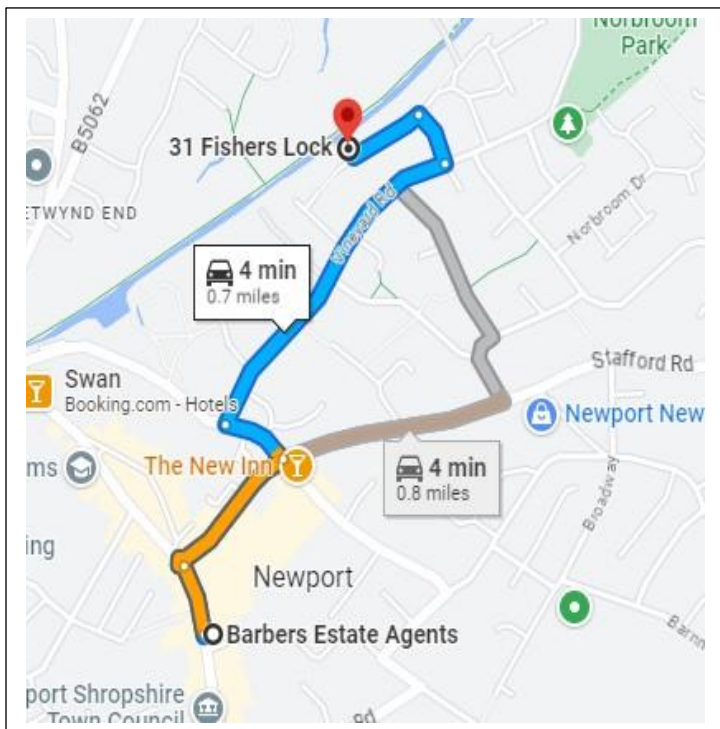 Norbroom
Park
B5062
31 Fishers Lock
ETWYND END
Vineyard Rd
Norbroom Dr
4 min
0.7 miles
Stafford Rd
Swan
Booking.com - Hotels
Newport New
ms
The New Inn
4 min
0.8 miles
Broadway
ing
Newport
Barbers Estate Agents
Barnm
port Shropshire
Town Council
Rd